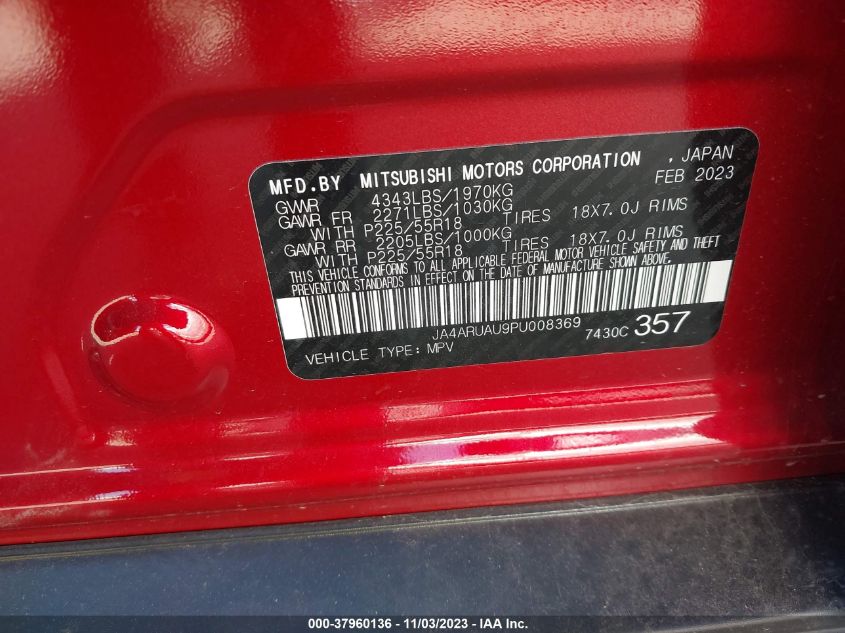 MFD.BY MITSUBISHI MOTORS CORPORATION , JAPAN
FEB 2023
GVWR 4343LBS/1970KG
GAWR FR 2271LBS/1030KG
WITH P225/55R18 TIRES 18X7.0J RIMS
GAWR RR 2205LBS/1000KG
WITH P225/55R18 TIRES 18X7.0J RIMS
THIS VEHICLE CONFORMS TO ALL APPLICABLE FEDERAL MOTOR VEHICLE SAFETY AND THEFT
PREVENTION STANDARDS IN EFFECT ON THE DATE OF MANUFACTURE SHOWN ABOVE.
JA4ARUAU9PU008369 7430C 357
VEHICLE TYPE: MPV
000-37960136 - 11/03/2023 - IAAI.COM